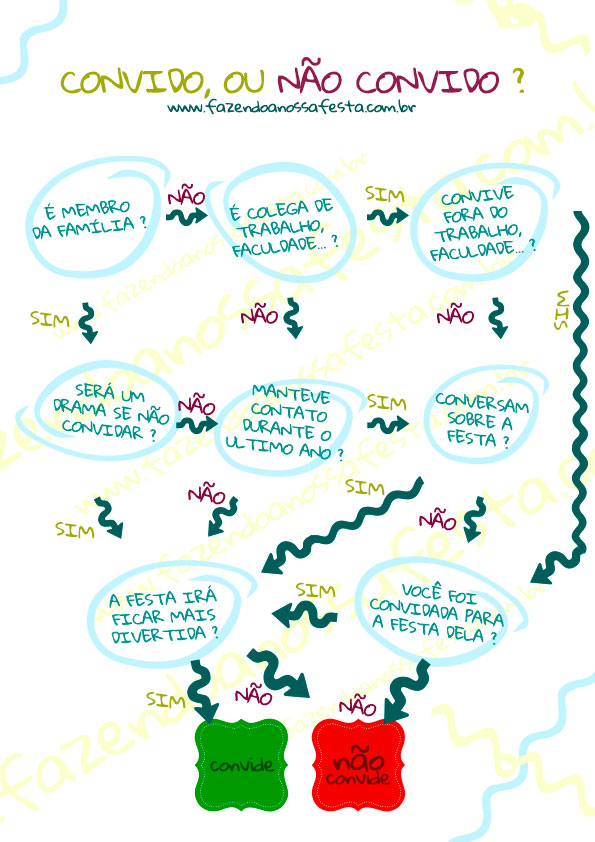 CONVIDO, OU NÃO CONVIDO ?
www.fazendoanossafesta.com.br
É MEMBRO
DA FAMÍLIA ?
NÃO
É COLEGA DE
TRABALHO,
FACULDADE... ?
SIM
CONVIVE
FORA DO
TRABALHO,
FACULDADE... ?
SIM
NÃO
NÃO
SIM
SERÁ UM
DRAMA SE NÃO
CONVIDAR ?
NÃO
MANTEVE
CONTATO
DURANTE O
ULTIMO ANO ?
SIM
CONVERSAM
SOBRE A
FESTA ?
SIM
NÃO
SIM
NÃO
A FESTA IRÁ
FICAR MAIS
DIVERTIDA ?
SIM
VOCÊ FOI
CONVIDADA PARA
A FESTA DELA ?
SIM
NÃO
NÃO
convide
não
convide